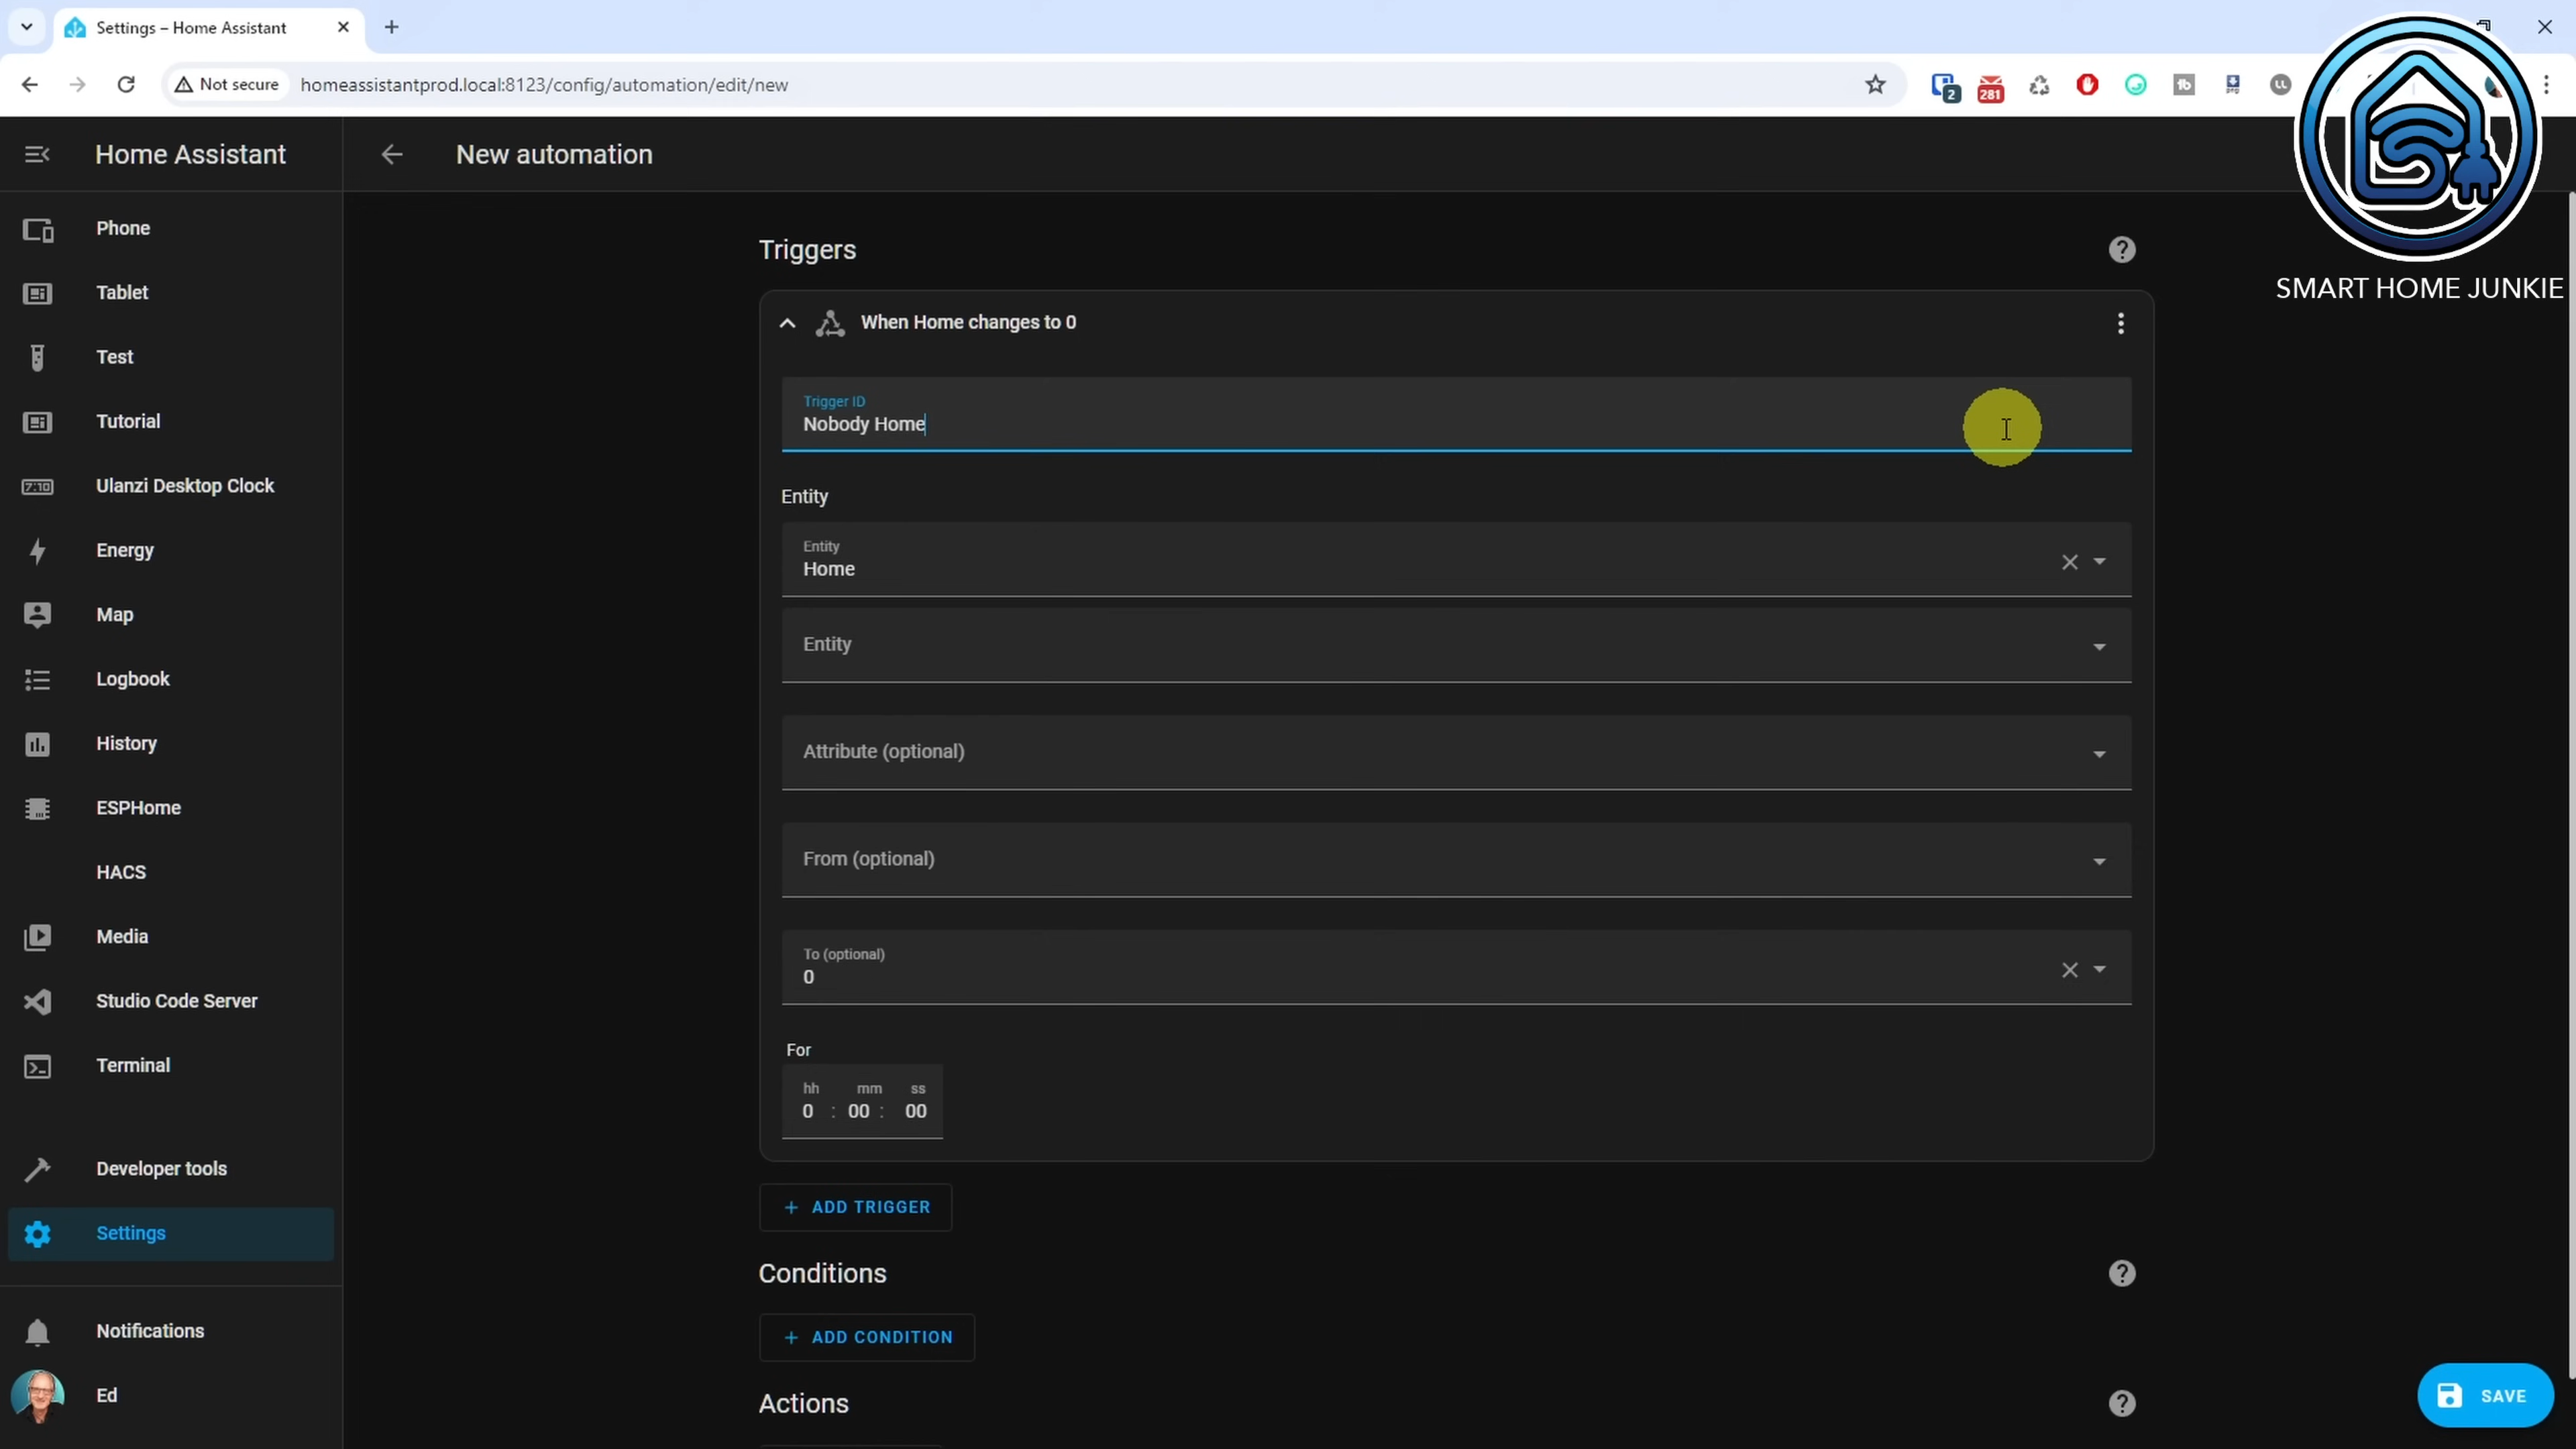 Settings – Home Assistant
Not secure
homeassistantprod.local:8123/config/automation/edit/new
2
281
Home Assistant
New automation
SMART HOME JUNKIE
Phone
Tablet
Test
Tutorial
7:10
Ulanzi Desktop Clock
Energy
Map
Logbook
History
ESPHome
HACS
Media
Studio Code Server
Terminal
Developer tools
Settings
Notifications
Ed
Triggers
When Home changes to 0
Trigger ID
Nobody Home
Entity
Entity
Home
Entity
Attribute (optional)
From (optional)
To (optional)
0
For
hh mm ss
0 : 00 : 00
+ ADD TRIGGER
Conditions
+ ADD CONDITION
Actions
SAVE